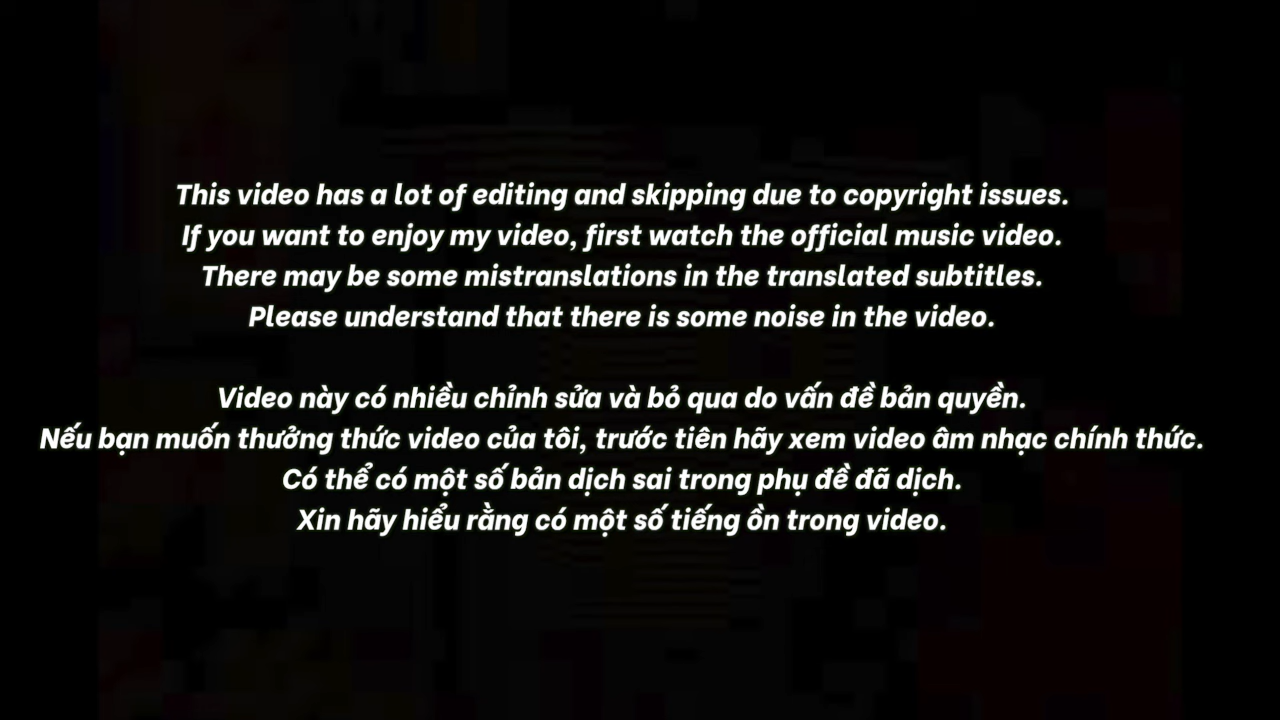 This video has a lot of editing and skipping due to copyright issues.
If you want to enjoy my video, first watch the official music video.
There may be some mistranslations in the translated subtitles.
Please understand that there is some noise in the video.
Video này có nhiều chỉnh sửa và bỏ qua do vấn đề bản quyền.
Nếu bạn muốn thưởng thức video của tôi, trước tiên hãy xem video âm nhạc chính thức.
Có thể có một số bản dịch sai trong phụ đề đã dịch.
Xin hãy hiểu rằng có một số tiếng ồn trong video.